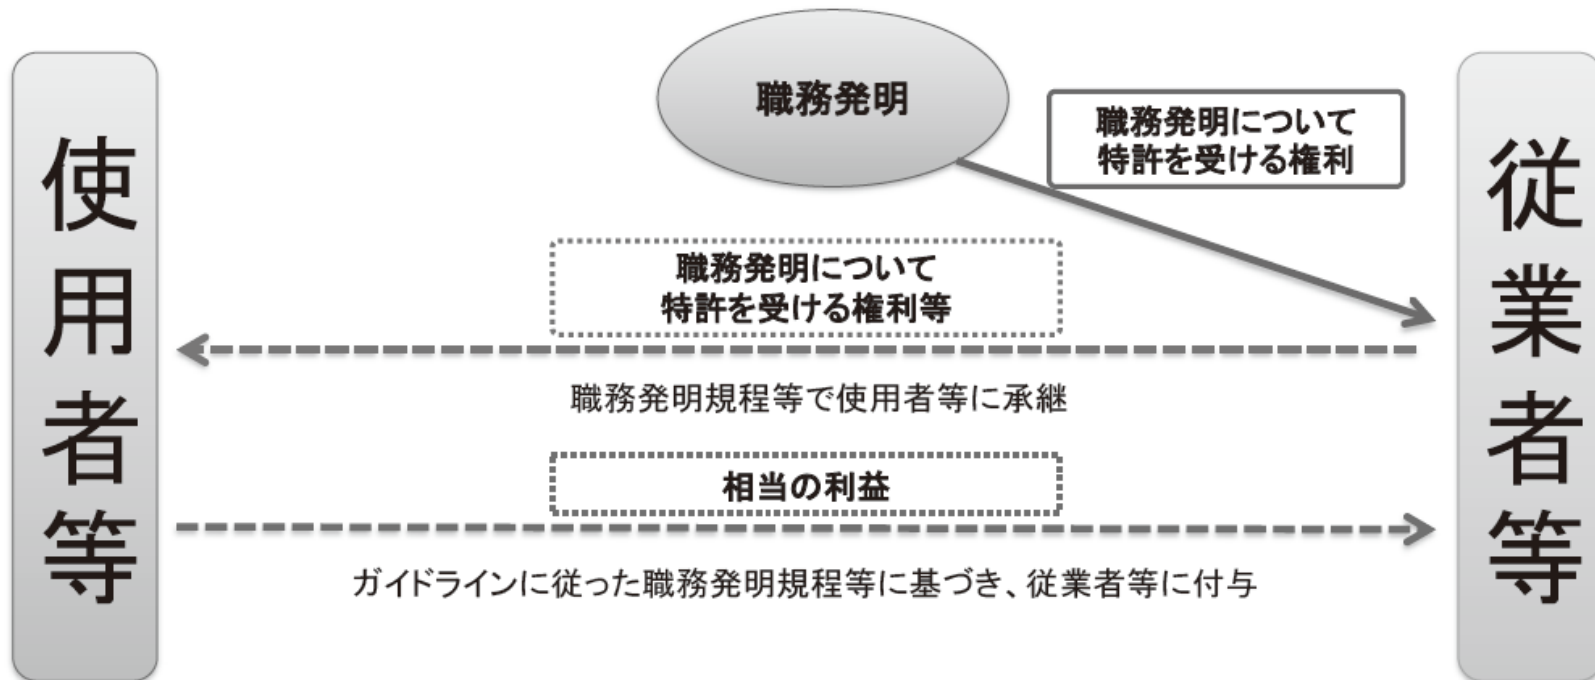 使用者等
職務発明
職務発明について
特許を受ける権利
職務発明について
特許を受ける権利等
職務発明規程等で使用者等に承継
相当の利益
ガイドラインに従った職務発明規程等に基づき、従業者等に付与
従業者等